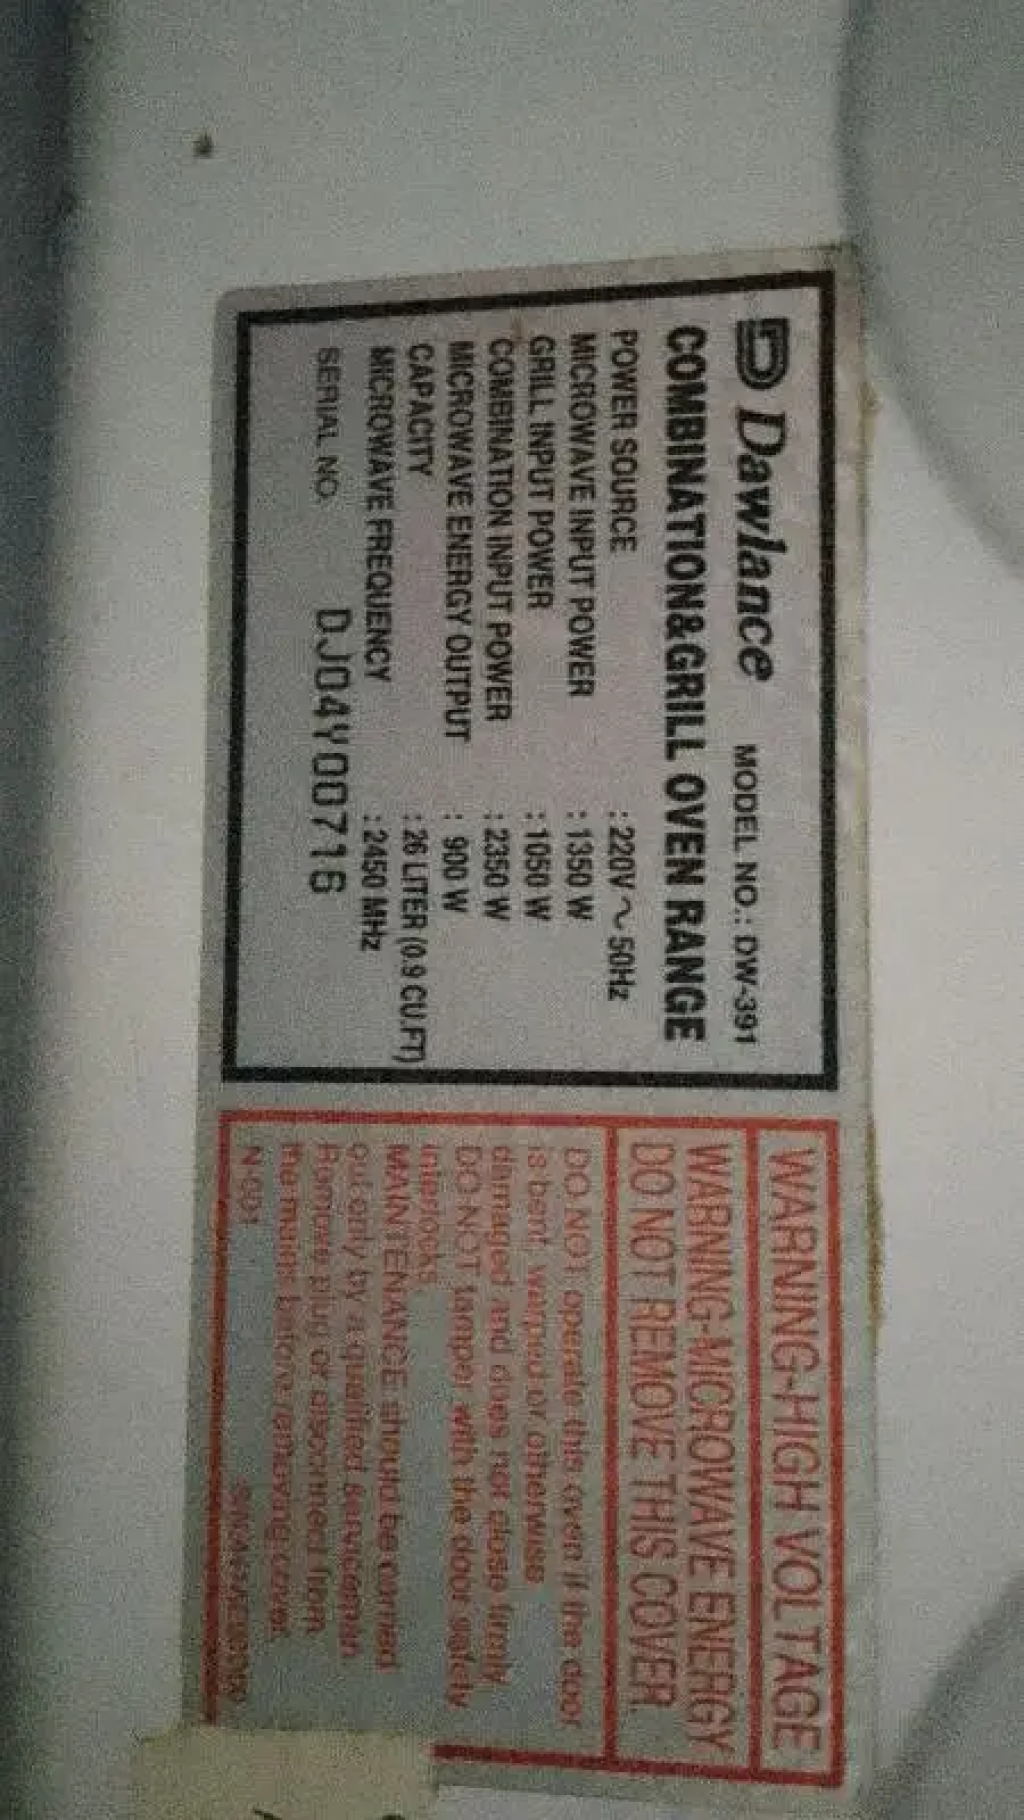 Dawlance MODEL NO.: DW-391
COMBINATION&GRILL OVEN RANGE
POWER SOURCE : 220V ~ 50Hz
MICROWAVE INPUT POWER : 1350 W
GRILL INPUT POWER : 1050 W
COMBINATION INPUT POWER : 2350 W
MICROWAVE ENERGY OUTPUT : 900 W
CAPACITY : 26 LITER (0.9 CU.FT)
MICROWAVE FREQUENCY : 2450 MHz
SERIAL NO. DJ04Y00716
WARNING-HIGH VOLTAGE
WARNING-MICROWAVE ENERGY
DO NOT REMOVE THIS COVER.
DO NOT operate this oven if the door
is bent, warped or otherwise
damaged and does not close firmly.
DO NOT tamper with the door safety
interlocks.
MAINTENANCE should be carried
out only by a qualified serviceman.
Remove plug or disconnect from
the mains before removing cover.